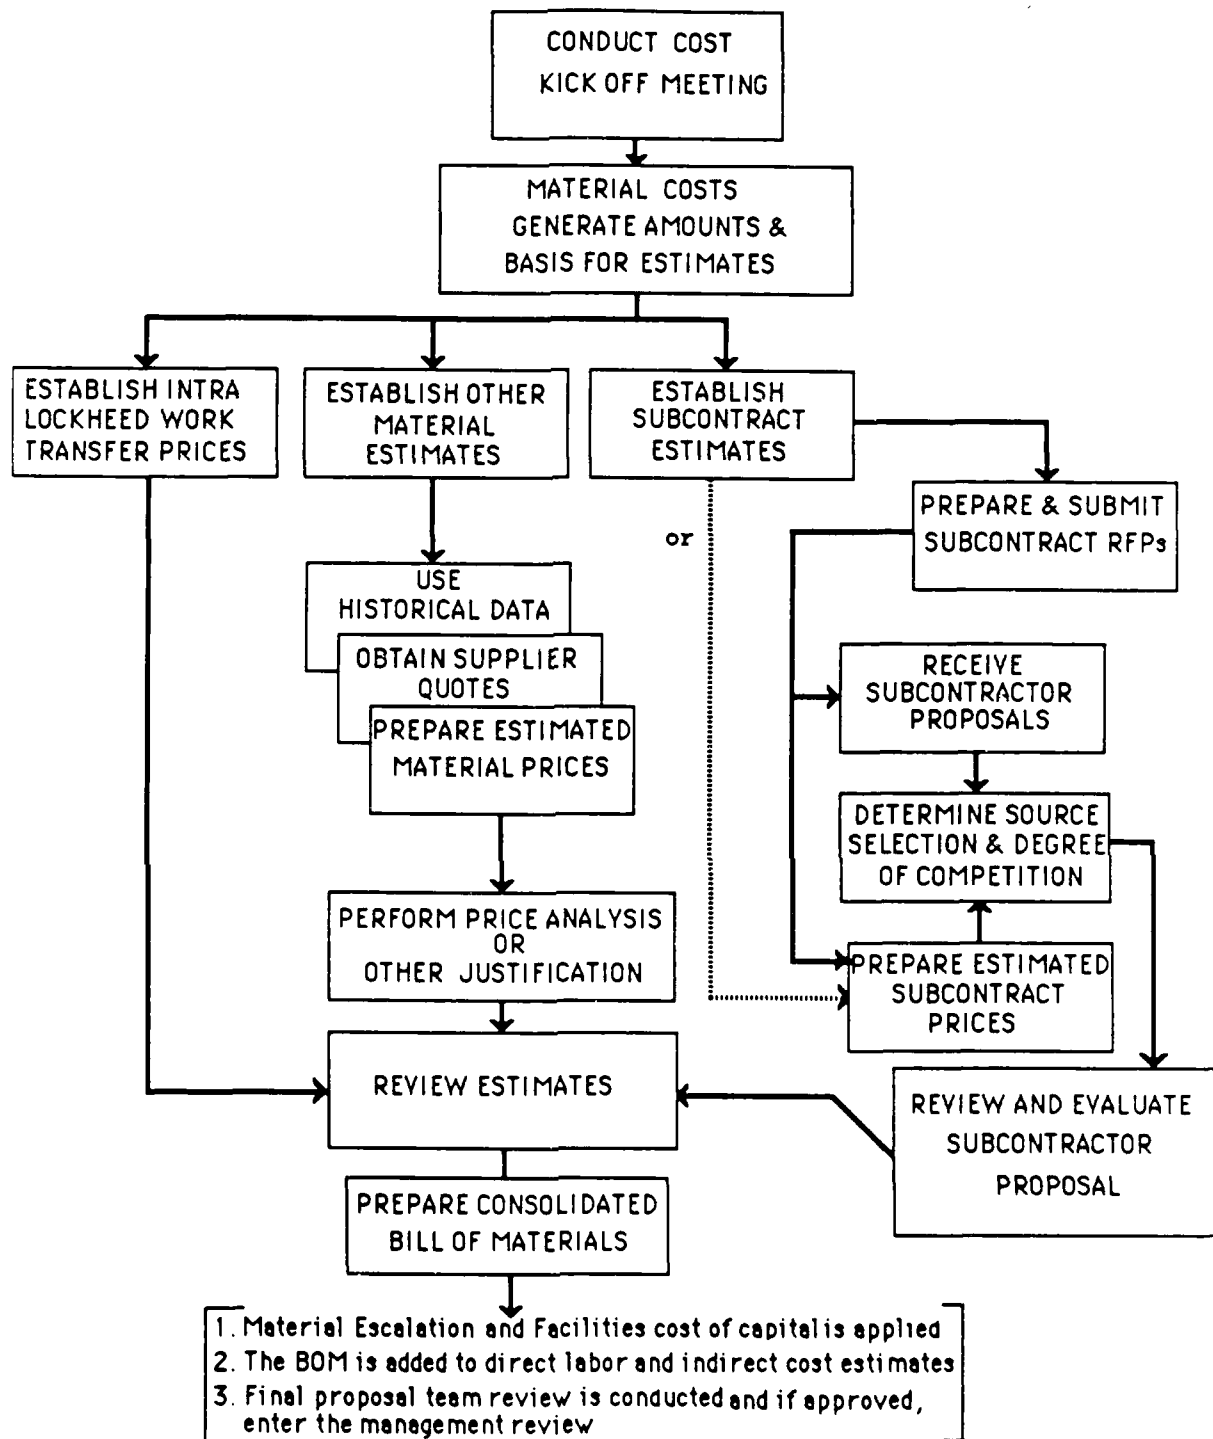 CONDUCT COST
KICK OFF MEETING
MATERIAL COSTS
GENERATE AMOUNTS &
BASIS FOR ESTIMATES
ESTABLISH INTRA
LOCKHEED WORK
TRANSFER PRICES
ESTABLISH OTHER
MATERIAL
ESTIMATES
ESTABLISH
SUBCONTRACT
ESTIMATES
or
PREPARE & SUBMIT
SUBCONTRACT RFPs
USE
HISTORICAL DATA
OBTAIN SUPPLIER
QUOTES
PREPARE ESTIMATED
MATERIAL PRICES
RECEIVE
SUBCONTRACTOR
PROPOSALS
DETERMINE SOURCE
SELECTION & DEGREE
OF COMPETITION
PERFORM PRICE ANALYSIS
OR
OTHER JUSTIFICATION
PREPARE ESTIMATED
SUBCONTRACT
PRICES
REVIEW ESTIMATES
REVIEW AND EVALUATE
SUBCONTRACTOR
PROPOSAL
PREPARE CONSOLIDATED
BILL OF MATERIALS
1. Material Escalation and Facilities cost of capital is applied
2. The BOM is added to direct labor and indirect cost estimates
3. Final proposal team review is conducted and if approved,
enter the management review